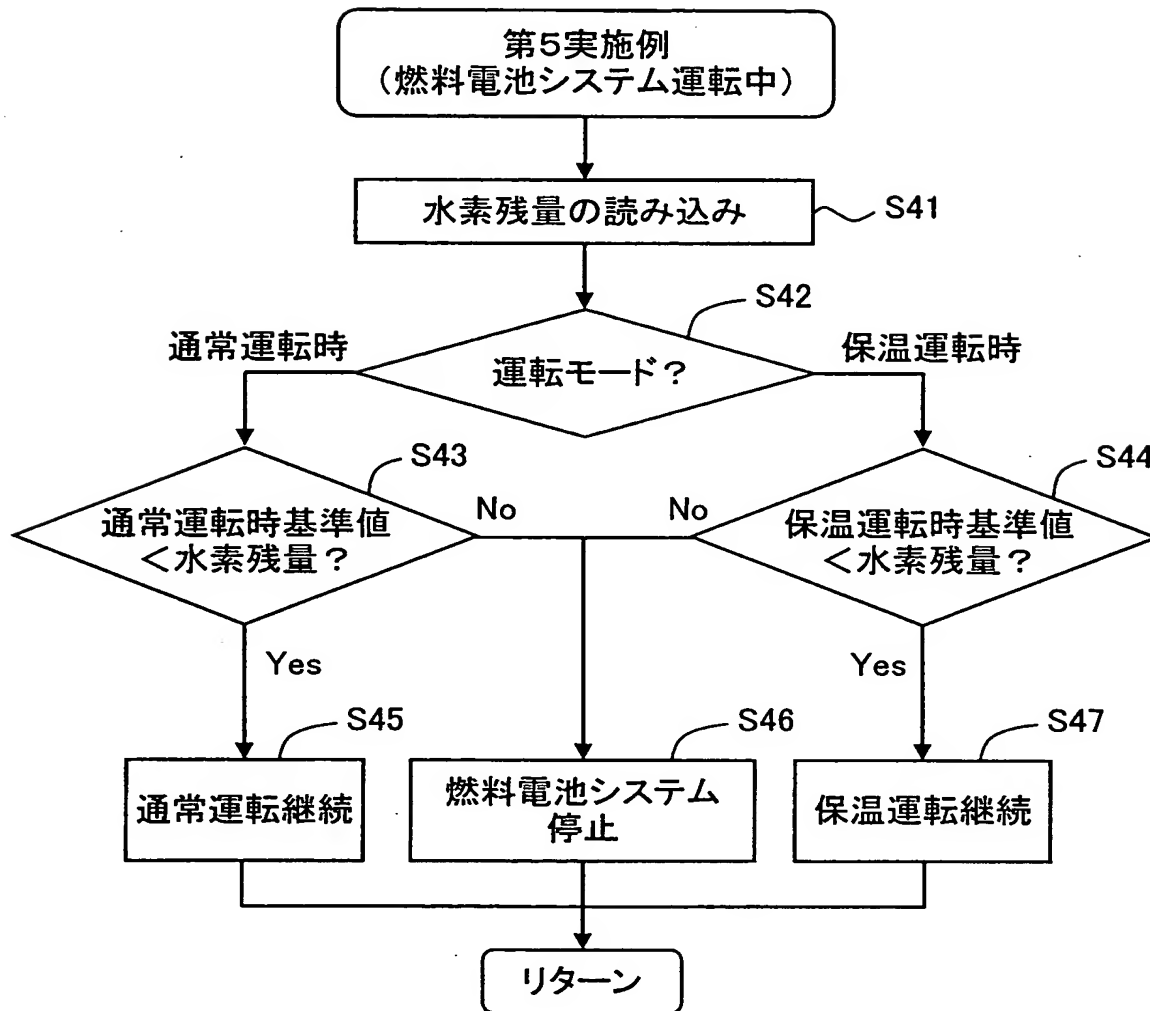 第5実施例
（燃料電池システム運転中）
水素残量の読み込み
S41
S42
通常運転時
運転モード？
保温運転時
S43
S44
通常運転時基準値
＜水素残量？
No
No
保温運転時基準値
＜水素残量？
Yes
Yes
S45
S46
S47
通常運転継続
燃料電池システム
停止
保温運転継続
リターン